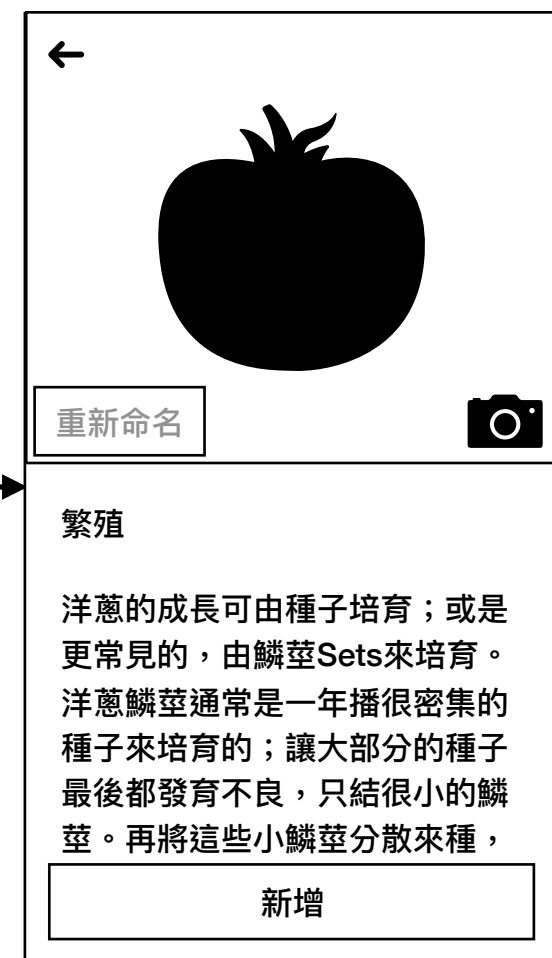 重新命名
繁殖
洋蔥的成長可由種子培育；或是
更常見的，由鱗莖Sets來培育。
洋蔥鱗莖通常是一年播很密集的
種子來培育的；讓大部分的種子
最後都發育不良，只結很小的鱗
莖。再將這些小鱗莖分散來種，
新增